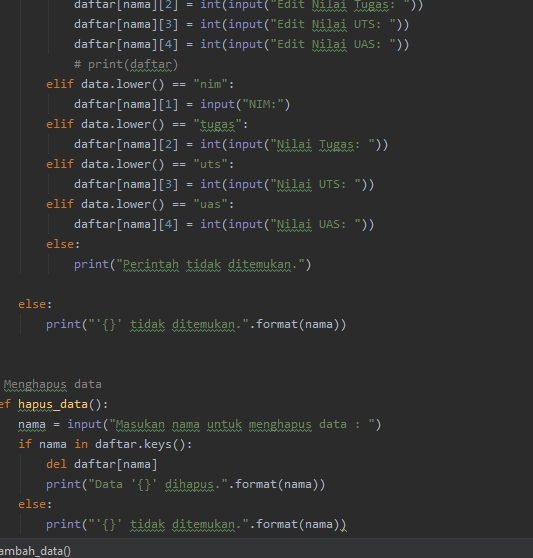 daftar[nama][2] = int(input("Edit Nilai Tugas: "))
daftar[nama][3] = int(input("Edit Nilai UTS: "))
daftar[nama][4] = int(input("Edit Nilai UAS: "))
# print(daftar)
elif data.lower() == "nim":
daftar[nama][1] = input("NIM:")
elif data.lower() == "tugas":
daftar[nama][2] = int(input("Nilai Tugas: "))
elif data.lower() == "uts":
daftar[nama][3] = int(input("Nilai UTS: "))
elif data.lower() == "uas":
daftar[nama][4] = int(input("Nilai UAS: "))
else:
print("Perintah tidak ditemukan.")
else:
print("'{}' tidak ditemukan.".format(nama))
Menghapus data
ef hapus_data():
nama = input("Masukan nama untuk menghapus data : ")
if nama in daftar.keys():
del daftar[nama]
print("Data '{}' dihapus.".format(nama))
else:
print("'{}' tidak ditemukan.".format(nama))
ambah_data()